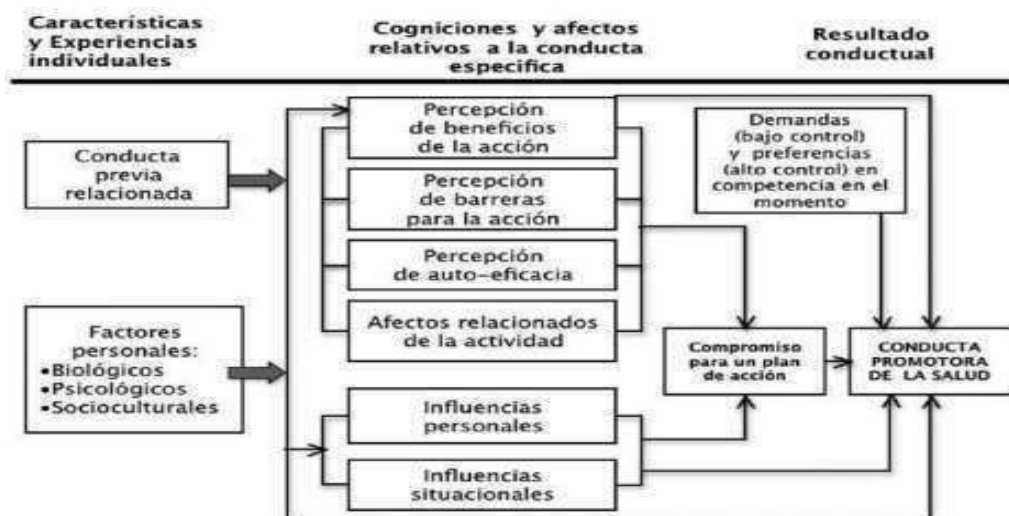 Características
y Experiencias
individuales
Cogniciones y afectos
relativos a la conducta
especifica
Resultado
conductual
Conducta
previa
relacionada
Factores
personales:
•Biológicos
•Psicológicos
•Socioculturales
Percepción
de beneficios
de la acción
Percepción
de barreras
para la acción
Percepción
de auto-eficacia
Afectos relacionados
de la actividad
Influencias
personales
Influencias
situacionales
Demandas
(bajo control)
y preferencias
(alto control) en
competencia en el
momento
Compromiso
para un plan
de acción
CONDUCTA
PROMOTORA
DE LA SALUD